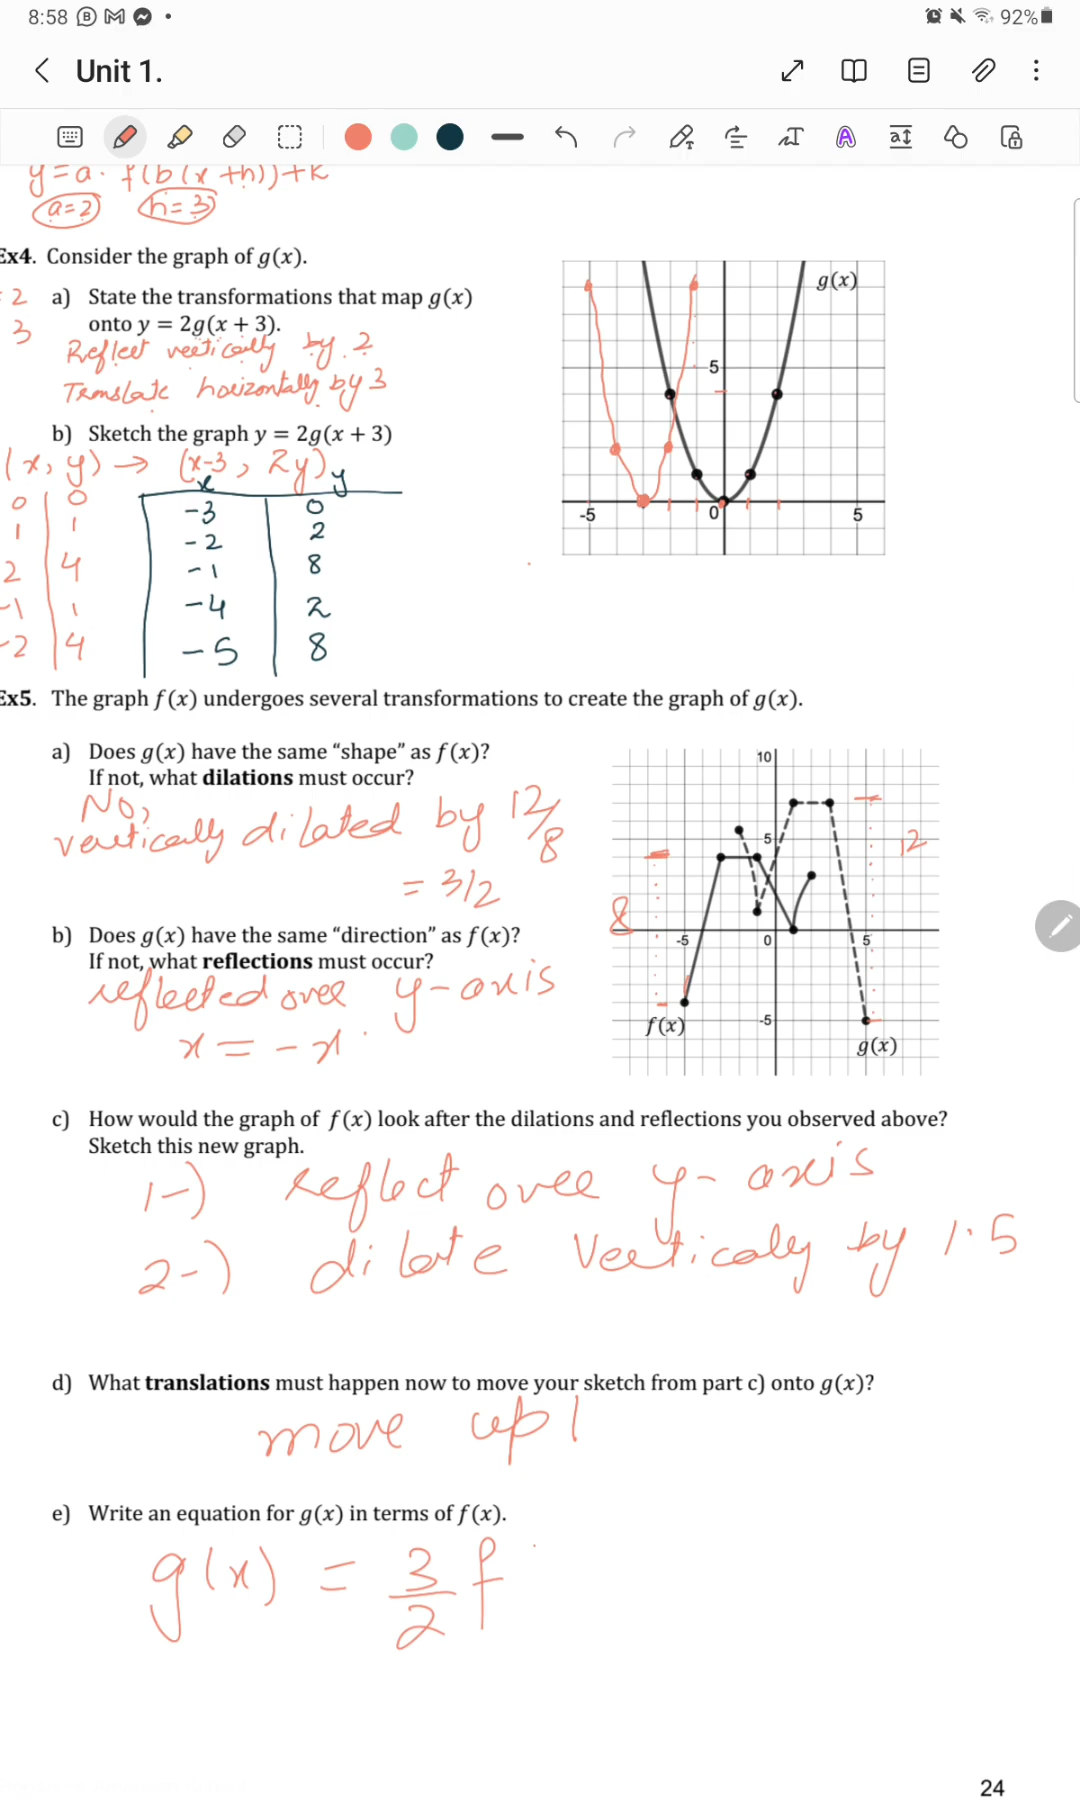 8:58
92%
Unit 1.
y = a · f(b(x + h)) + k
a=2 h=3
Ex4. Consider the graph of g(x).
2 a) State the transformations that map g(x)
3 onto y = 2g(x + 3).
Reflect vertically by 2
Translate horizontally by 3
b) Sketch the graph y = 2g(x + 3)
(x, y) → (x-3, 2y)
x y
0 0 -3 0
1 1 -2 2
2 4 -1 8
-1 1 -4 2
-2 4 -5 8
g(x)
5
-5 0 5
Ex5. The graph f(x) undergoes several transformations to create the graph of g(x).
a) Does g(x) have the same “shape” as f(x)?
If not, what dilations must occur?
No,
vertically dilated by 12/8
= 3/2
b) Does g(x) have the same “direction” as f(x)?
If not, what reflections must occur?
reflected over y-axis
x = -x
10
5
12
8
-5 0 5
-5
f(x)
g(x)
c) How would the graph of f(x) look after the dilations and reflections you observed above?
Sketch this new graph.
1-) reflect over y-axis
2-) dilate verticaly by 1.5
d) What translations must happen now to move your sketch from part c) onto g(x)?
move up 1
e) Write an equation for g(x) in terms of f(x).
g(x) = 3/2 f
24